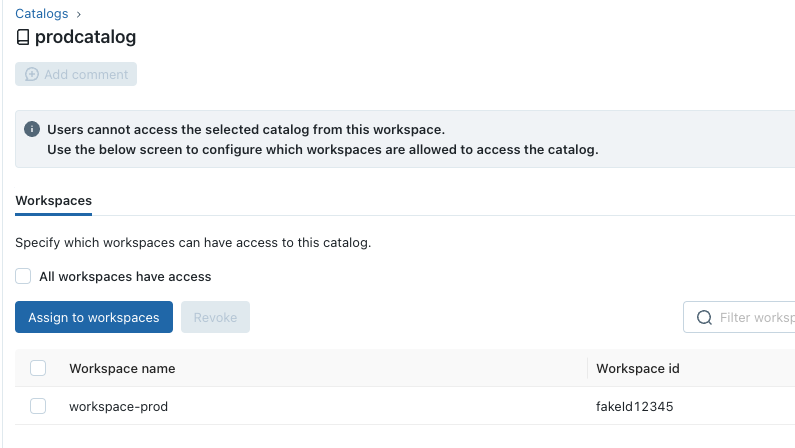 Catalogs ›
prodcatalog
Add comment
Users cannot access the selected catalog from this workspace.
Use the below screen to configure which workspaces are allowed to access the catalog.
Workspaces
Specify which workspaces can have access to this catalog.
All workspaces have access
Assign to workspaces Revoke Filter worksp
Workspace name Workspace id
workspace-prod fakeId12345